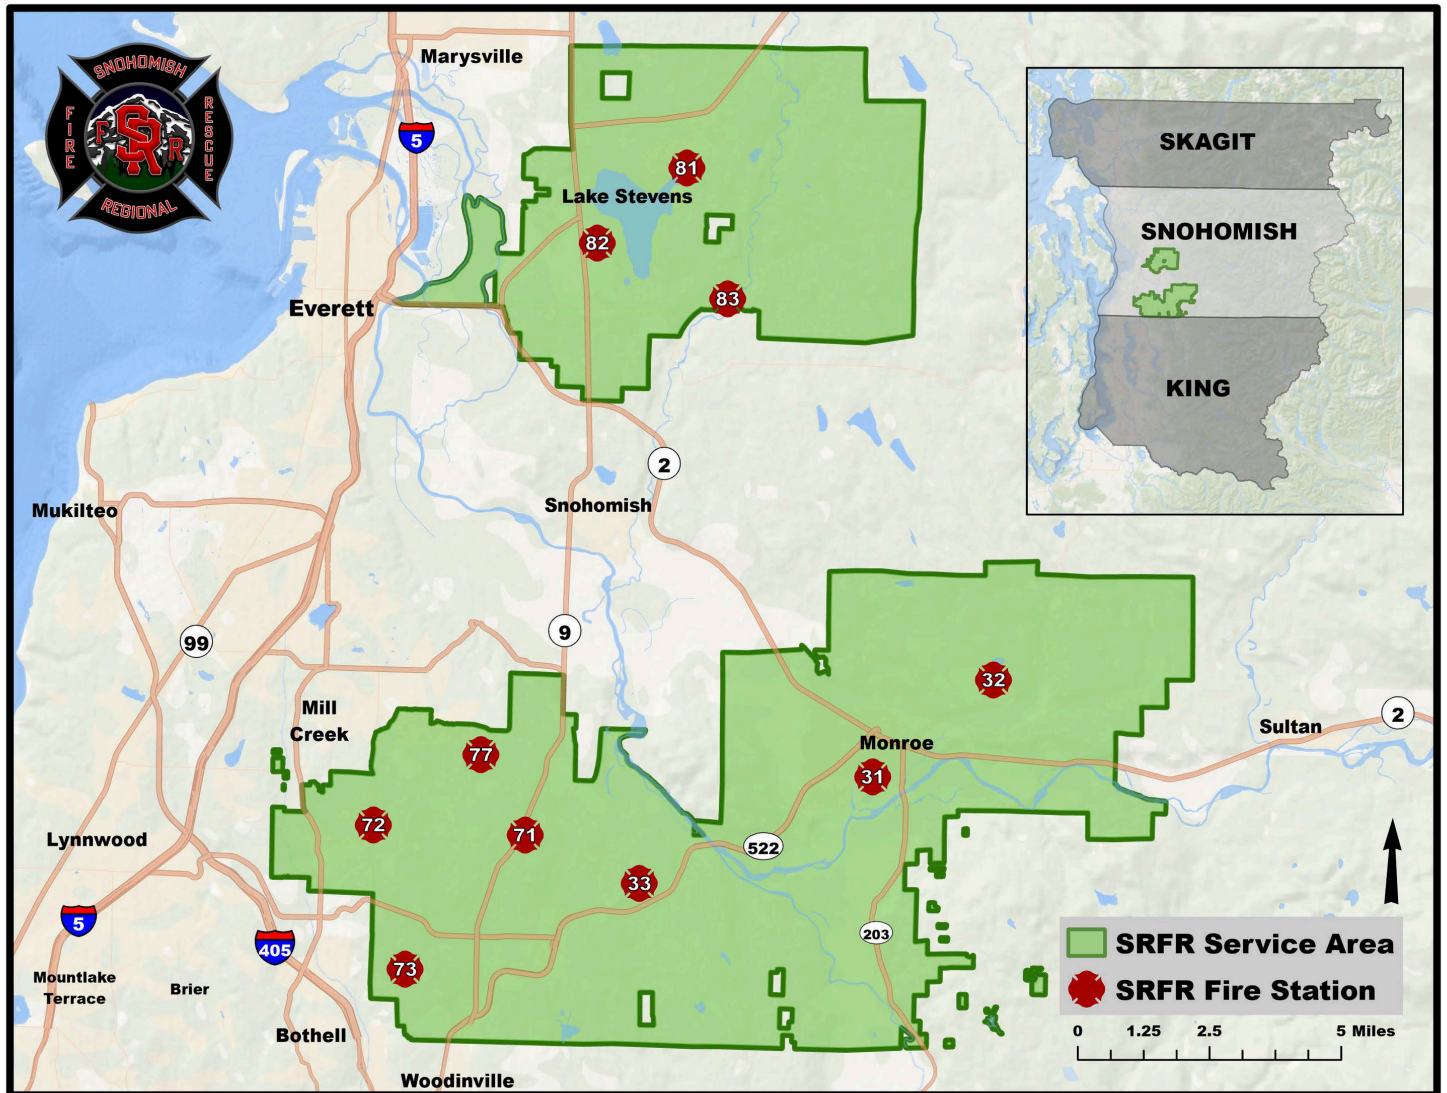 SNOHOMISH
FIRE
RESCUE
SRFR
REGIONAL
Marysville
5
SKAGIT
SNOHOMISH
KING
81
Lake Stevens
82
83
Everett
2
Snohomish
Mukilteo
9
99
32
Mill
Creek
Monroe
31
2
Sultan
77
72
71
Lynnwood
522
33
5
405
203
73
Mountlake
Terrace
Brier
Bothell
Woodinville
SRFR Service Area
SRFR Fire Station
0 1.25 2.5 5 Miles